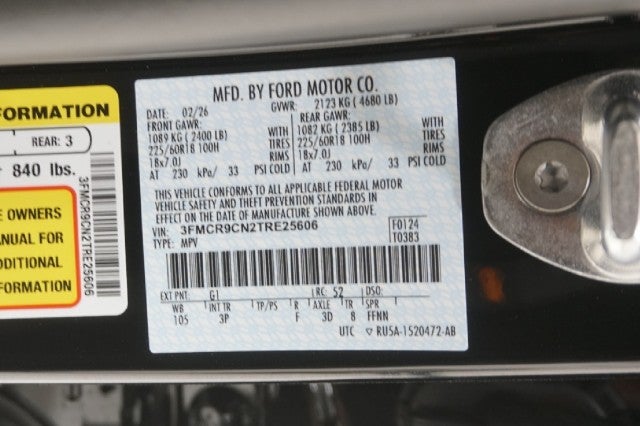 FORMATION
REAR: 3
840 lbs.
E OWNERS
ANUAL FOR
DDITIONAL
FORMATION
3FMCR9CN2TRE25606
MFD. BY FORD MOTOR CO.
DATE: 02/26 GVWR: 2123 KG ( 4680 LB)
FRONT GAWR: REAR GAWR:
1089 KG ( 2400 LB) WITH 1082 KG ( 2385 LB) WITH
225/60R18 100H TIRES 225/60R18 100H TIRES
18x7.0J RIMS 18x7.0J RIMS
AT 230 kPa/ 33 PSI COLD AT 230 kPa/ 33 PSI COLD
THIS VEHICLE CONFORMS TO ALL APPLICABLE FEDERAL MOTOR
VEHICLE SAFETY AND THEFT PREVENTION STANDARDS IN
EFFECT ON THE DATE OF MANUFACTURE SHOWN ABOVE.
VIN: 3FMCR9CN2TRE25606 F0124
TYPE: MPV T0383
EXT PNT: G1 RC: 52 DSO:
WB INT TR TP/PS R AXLE TR SPR
105 3P F 3D 8 FFNN
UTC ▽ RU5A-1520472-AB